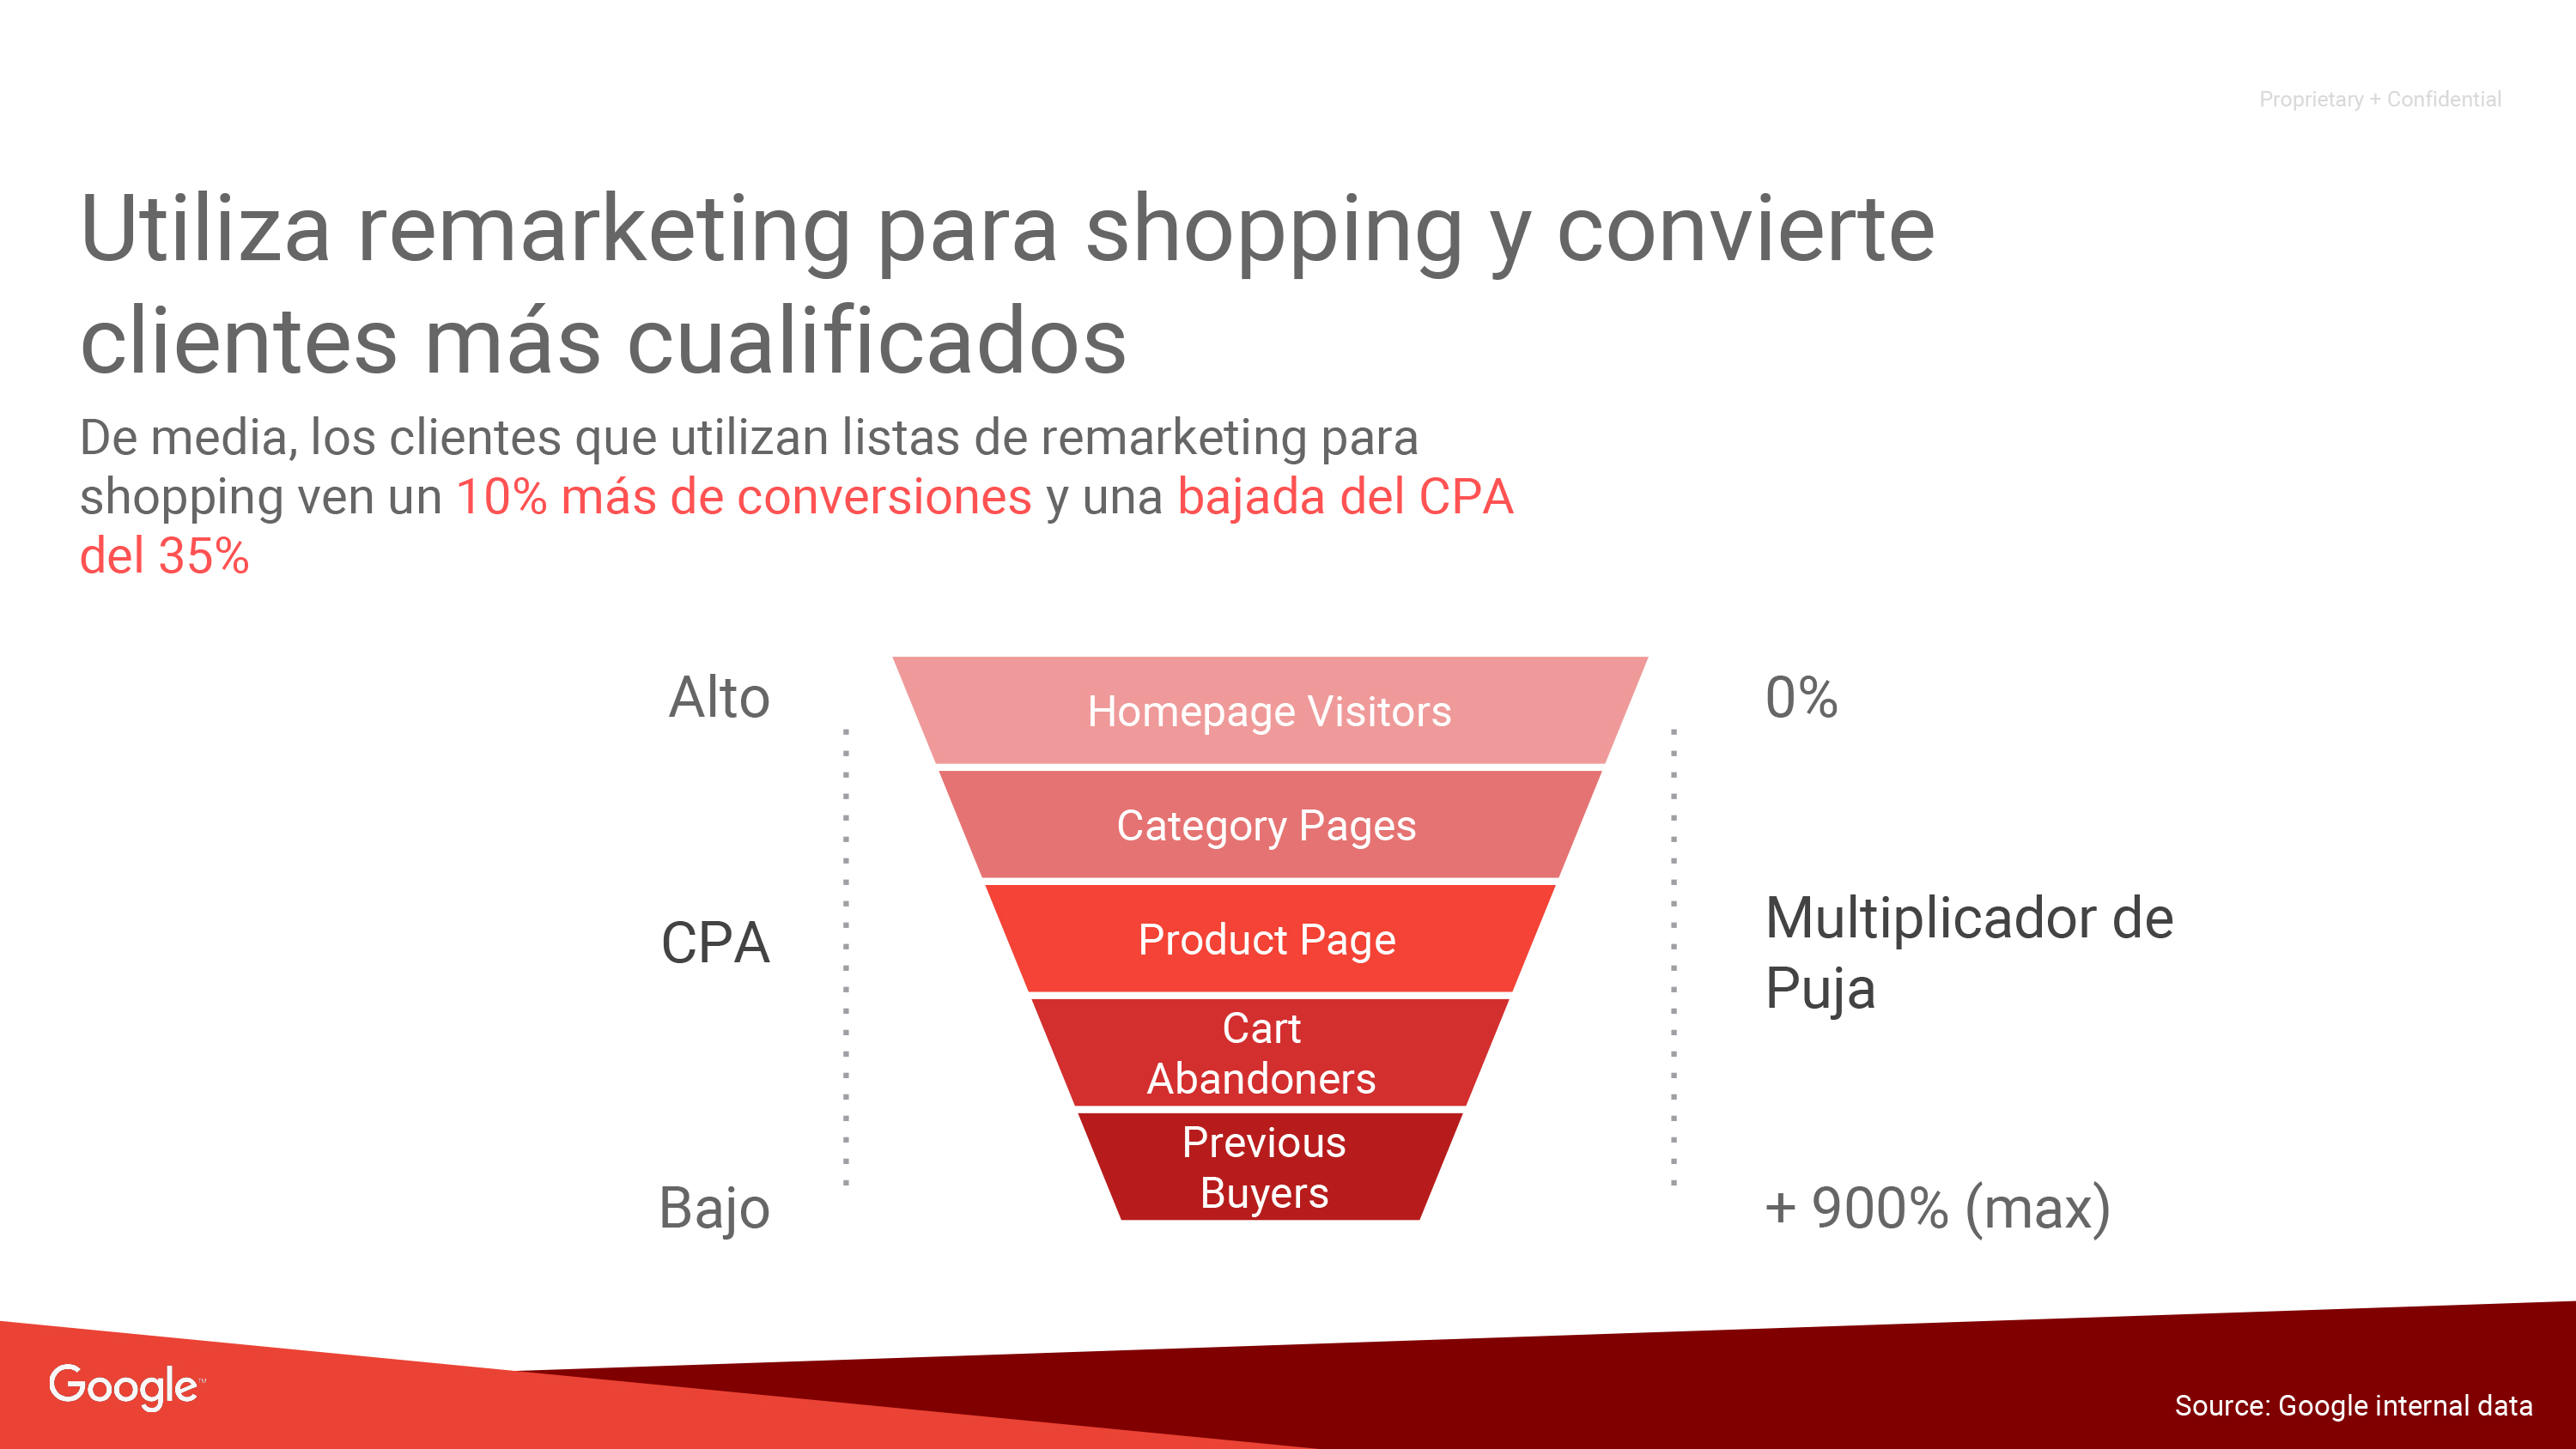 Proprietary + Confidential
Utiliza remarketing para shopping y convierte
clientes más cualificados
De media, los clientes que utilizan listas de remarketing para
shopping ven un 10% más de conversiones y una bajada del CPA
del 35%
Alto
Homepage Visitors
0%
Category Pages
CPA
Product Page
Multiplicador de
Puja
Cart
Abandoners
Previous
Buyers
Bajo
+ 900% (max)
Google™
Source: Google internal data